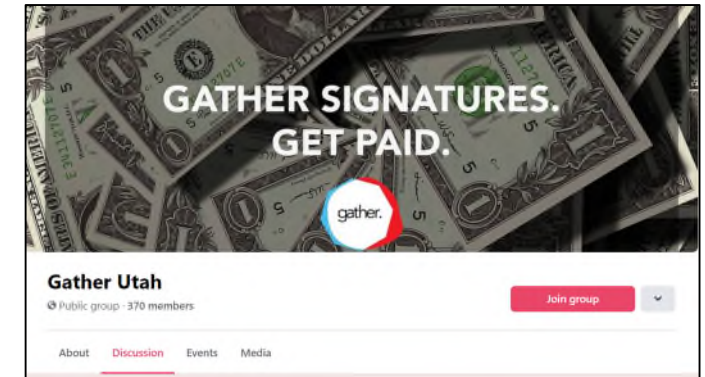 GATHER SIGNATURES.
GET PAID.
gather.
Gather Utah
Public group · 370 members
Join group
About Discussion Events Media